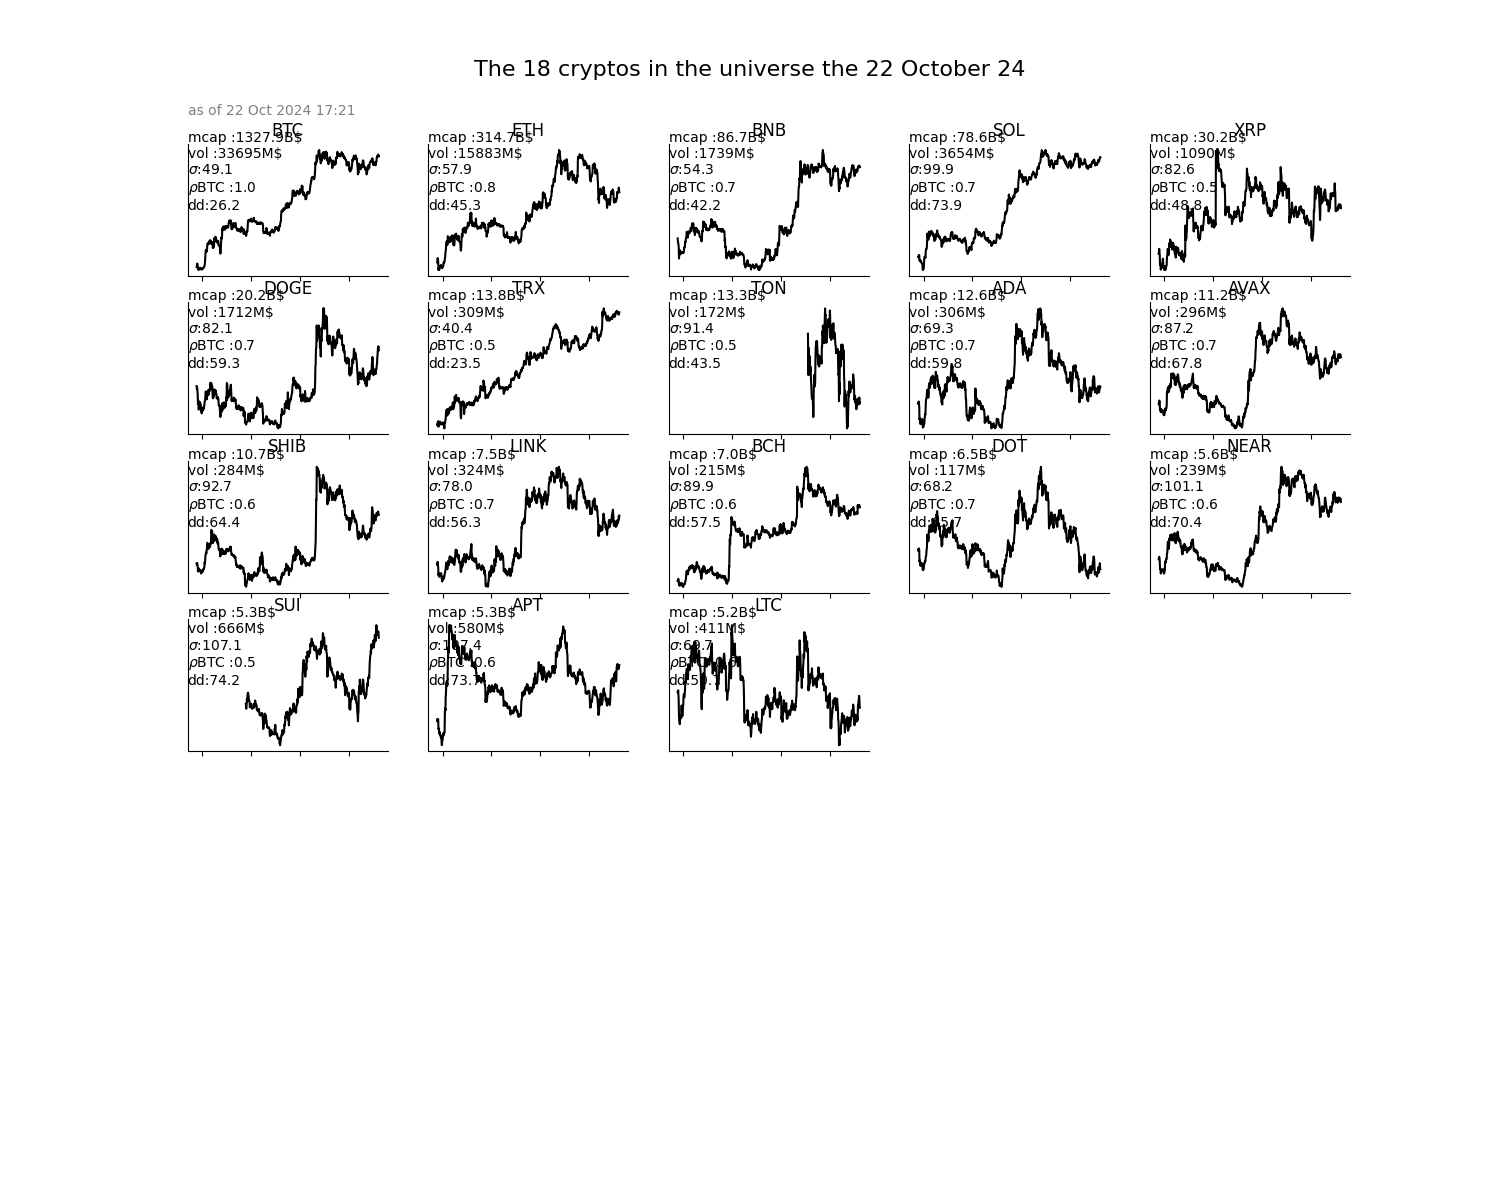 The 18 cryptos in the universe the 22 October 24
as of 22 Oct 2024 17:21
BTC
mcap :1327.9B$
vol :33695M$
σ:49.1
ρBTC :1.0
dd:26.2
ETH
mcap :314.7B$
vol :15883M$
σ:57.9
ρBTC :0.8
dd:45.3
BNB
mcap :86.7B$
vol :1739M$
σ:54.3
ρBTC :0.7
dd:42.2
SOL
mcap :78.6B$
vol :3654M$
σ:99.9
ρBTC :0.7
dd:73.9
XRP
mcap :30.2B$
vol :1090M$
σ:82.6
ρBTC :0.5
dd:48.8
DOGE
mcap :20.2B$
vol :1712M$
σ:82.1
ρBTC :0.7
dd:59.3
TRX
mcap :13.8B$
vol :309M$
σ:40.4
ρBTC :0.5
dd:23.5
TON
mcap :13.3B$
vol :172M$
σ:91.4
ρBTC :0.5
dd:43.5
ADA
mcap :12.6B$
vol :306M$
σ:69.3
ρBTC :0.7
dd:59.8
AVAX
mcap :11.2B$
vol :296M$
σ:87.2
ρBTC :0.7
dd:67.8
SHIB
mcap :10.7B$
vol :284M$
σ:92.7
ρBTC :0.6
dd:64.4
LINK
mcap :7.5B$
vol :324M$
σ:78.0
ρBTC :0.7
dd:56.3
BCH
mcap :7.0B$
vol :215M$
σ:89.9
ρBTC :0.6
dd:57.5
DOT
mcap :6.5B$
vol :117M$
σ:68.2
ρBTC :0.7
NEAR
mcap :5.6B$
vol :239M$
σ:101.1
ρBTC :0.6
dd:70.4
SUI
mcap :5.3B$
vol :666M$
σ:107.1
ρBTC :0.5
dd:74.2
APT
mcap :5.3B$
vol :580M$
ρBTC :0.6
LTC
mcap :5.2B$
vol :411M$
σ:69.7